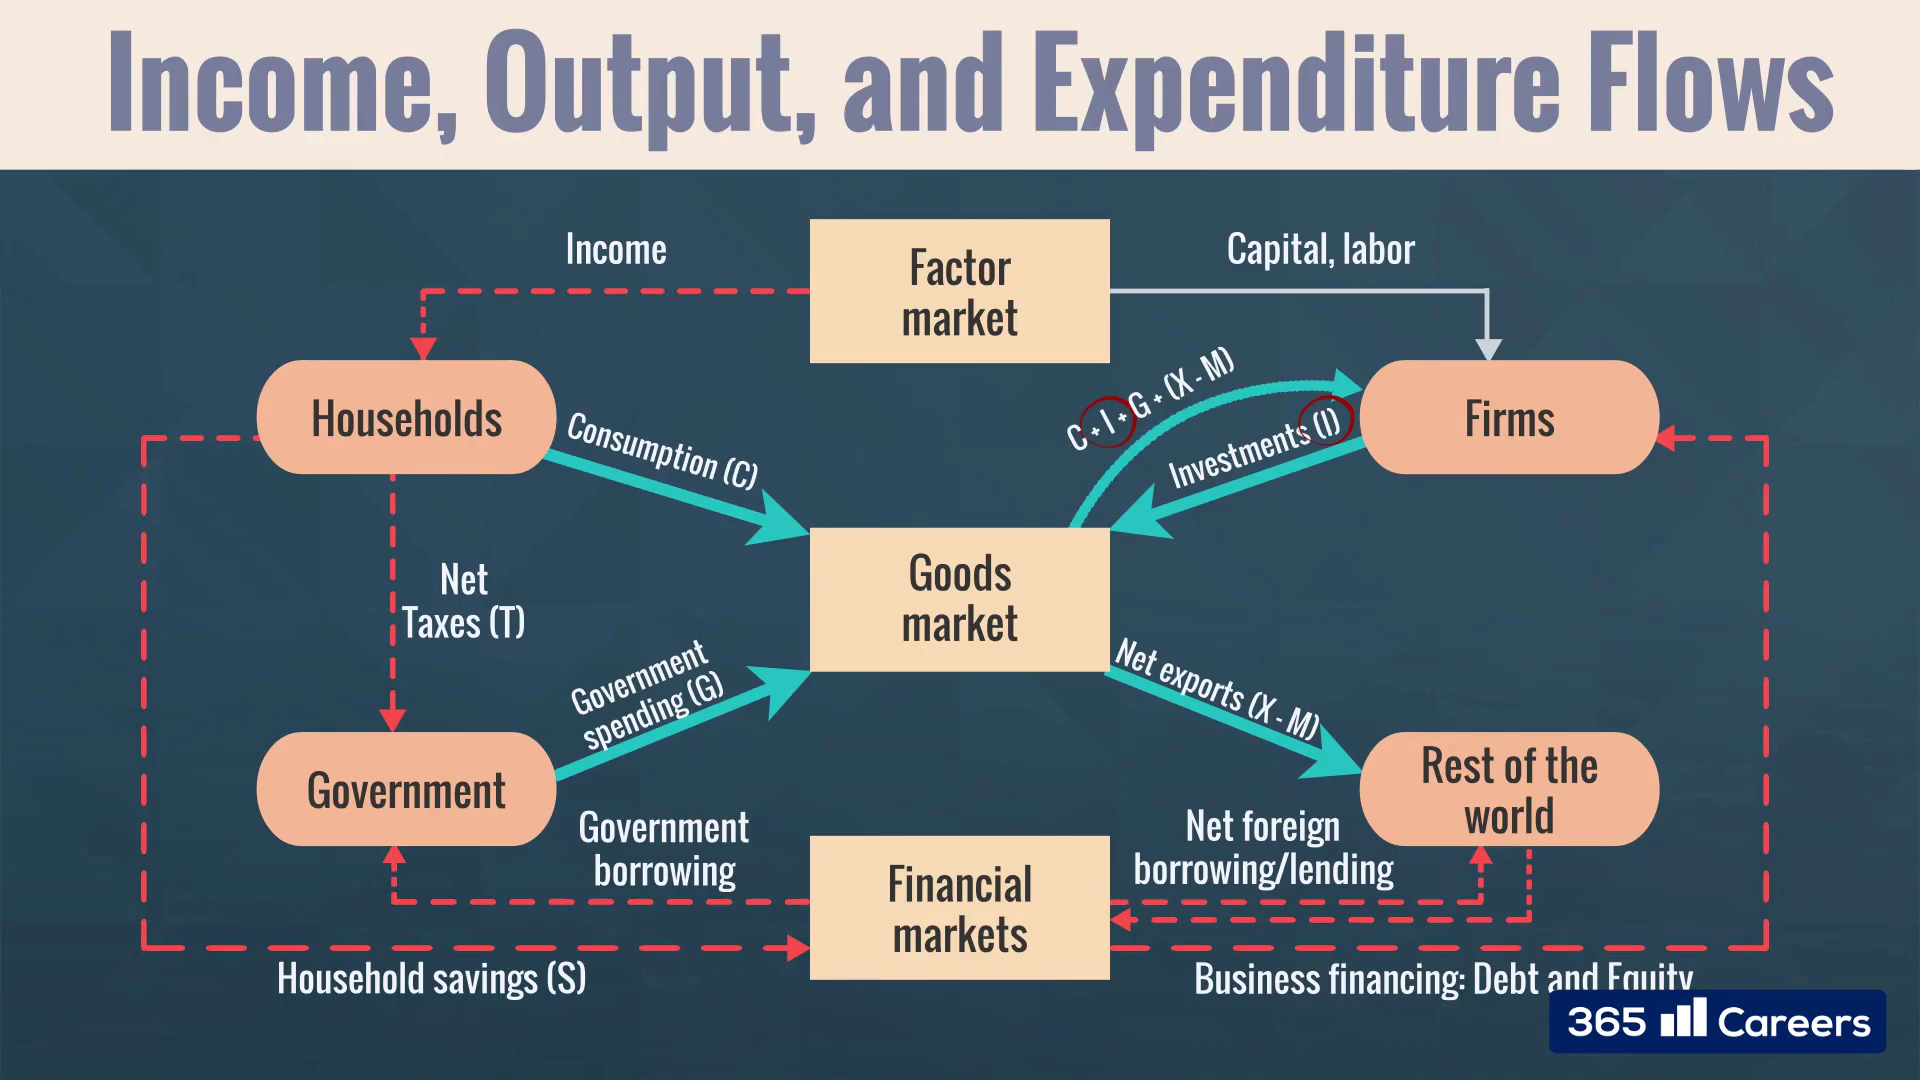 Income, Output, and Expenditure Flows
Income
Factor
market
Capital, labor
Households
Consumption (C)
C + I + G + (X - M)
Investments (I)
Firms
Net
Taxes (T)
Goods
market
Government
spending (G)
Net exports (X - M)
Government
Rest of the
world
Government
borrowing
Financial
markets
Net foreign
borrowing/lending
Household savings (S)
Business financing: Debt and Equity
365 Careers